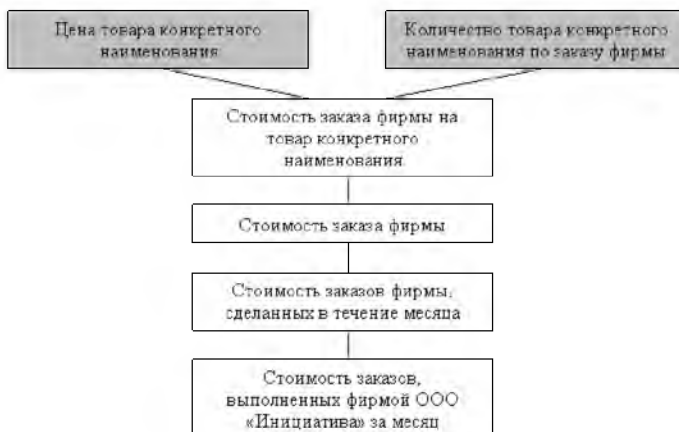 Цена товара конкретного
наименования
Количество товара конкретного
наименования по заказу фирмы
Стоимость заказа фирмы на
товар конкретного
наименования
Стоимость заказа фирмы
Стоимость заказов фирмы,
сделанных в течение месяца
Стоимость заказов,
выполненных фирмой ООО
«Инициатива» за месяц